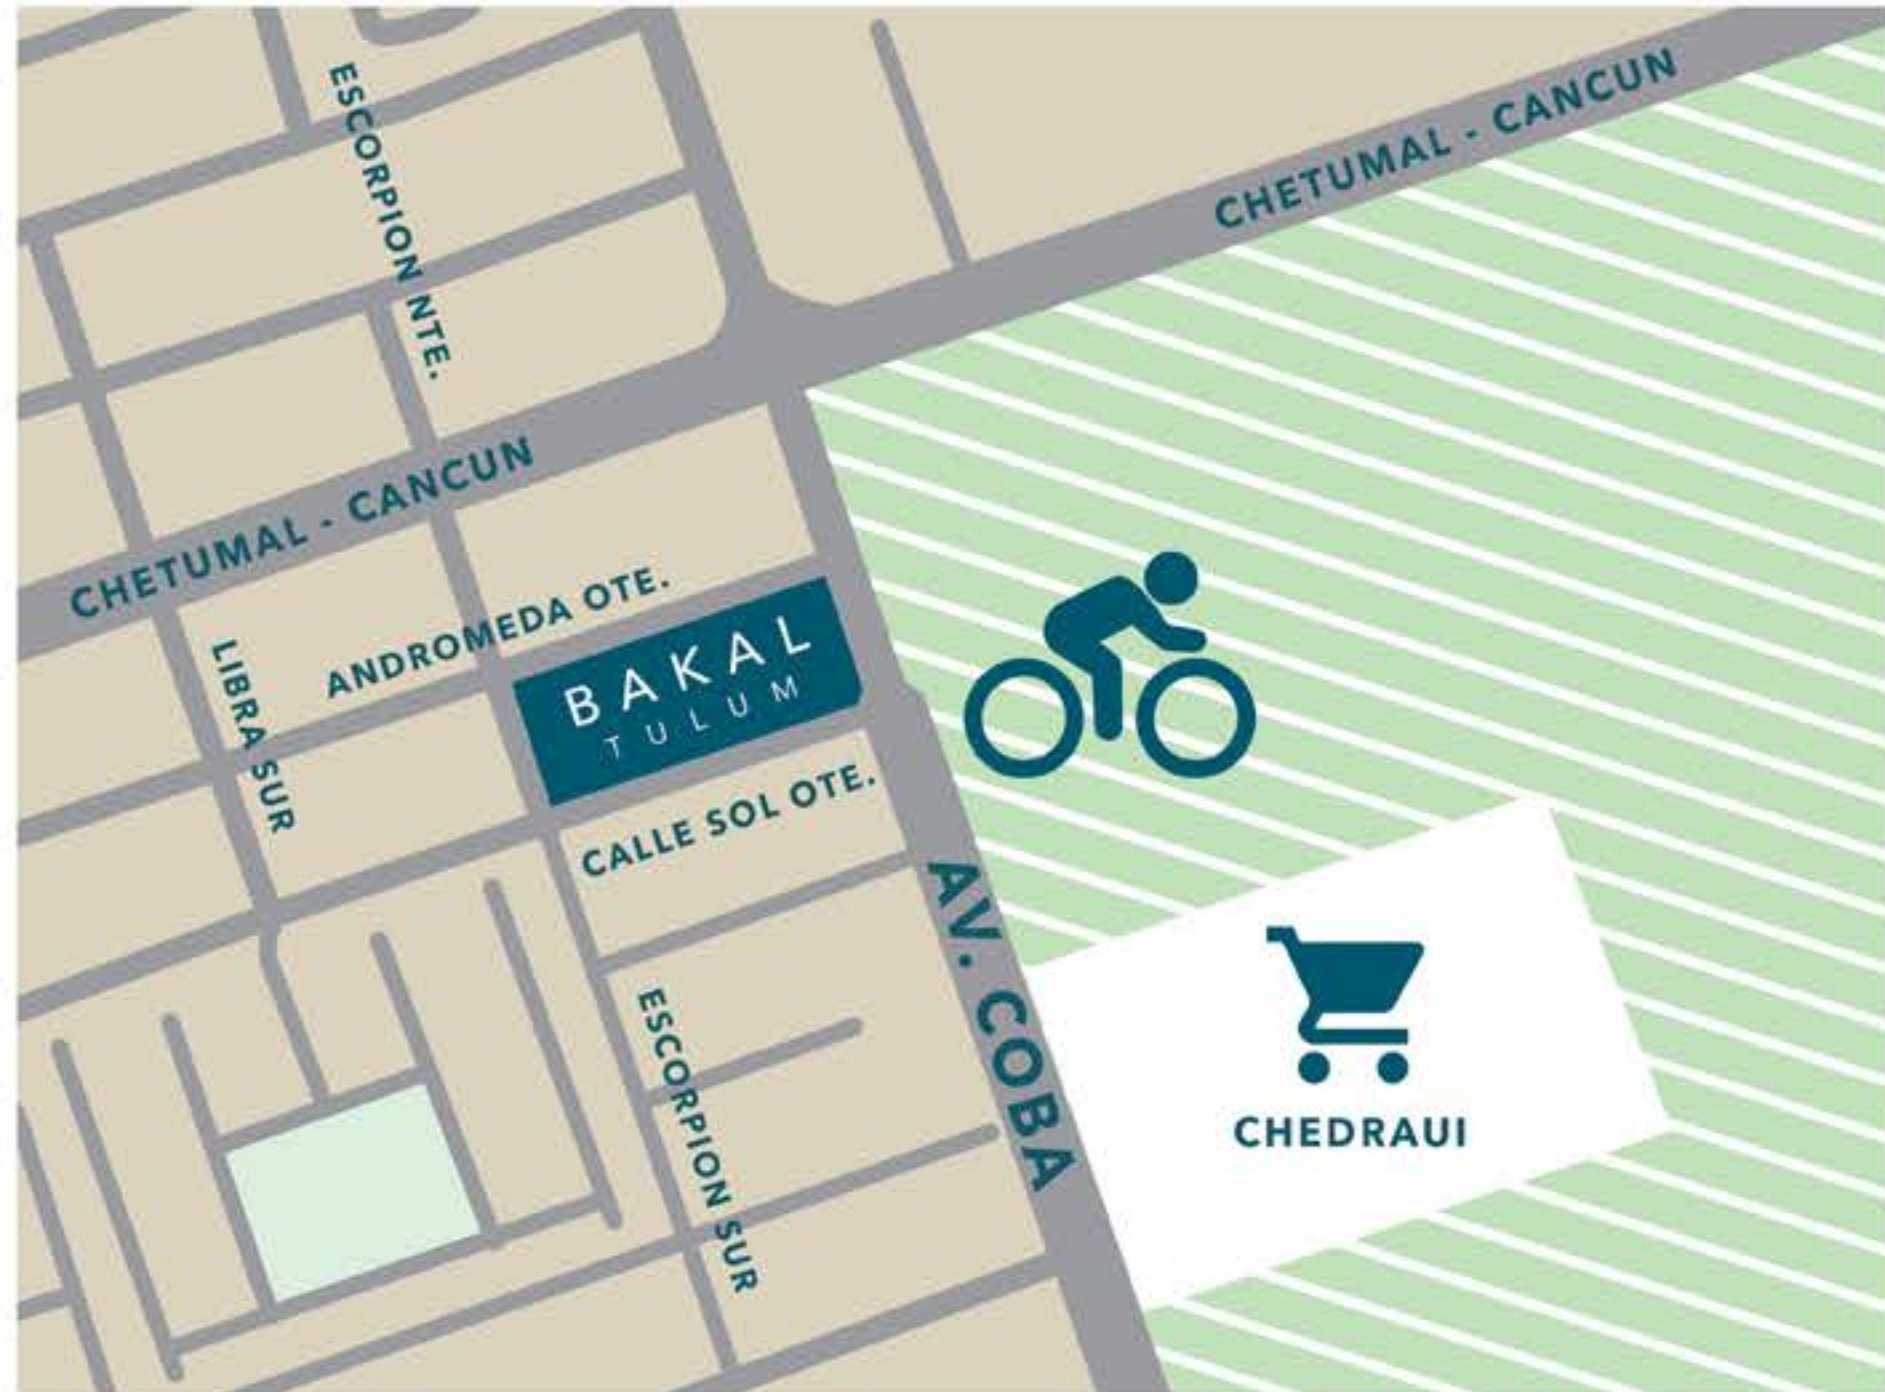 ESCORPION NTE.
CHETUMAL - CANCUN
CHETUMAL - CANCUN
ANDROMEDA OTE.
LIBRA SUR
BAKAL
TULUM
CALLE SOL OTE.
AV. COBA
ESCORPION SUR
CHEDRAUI